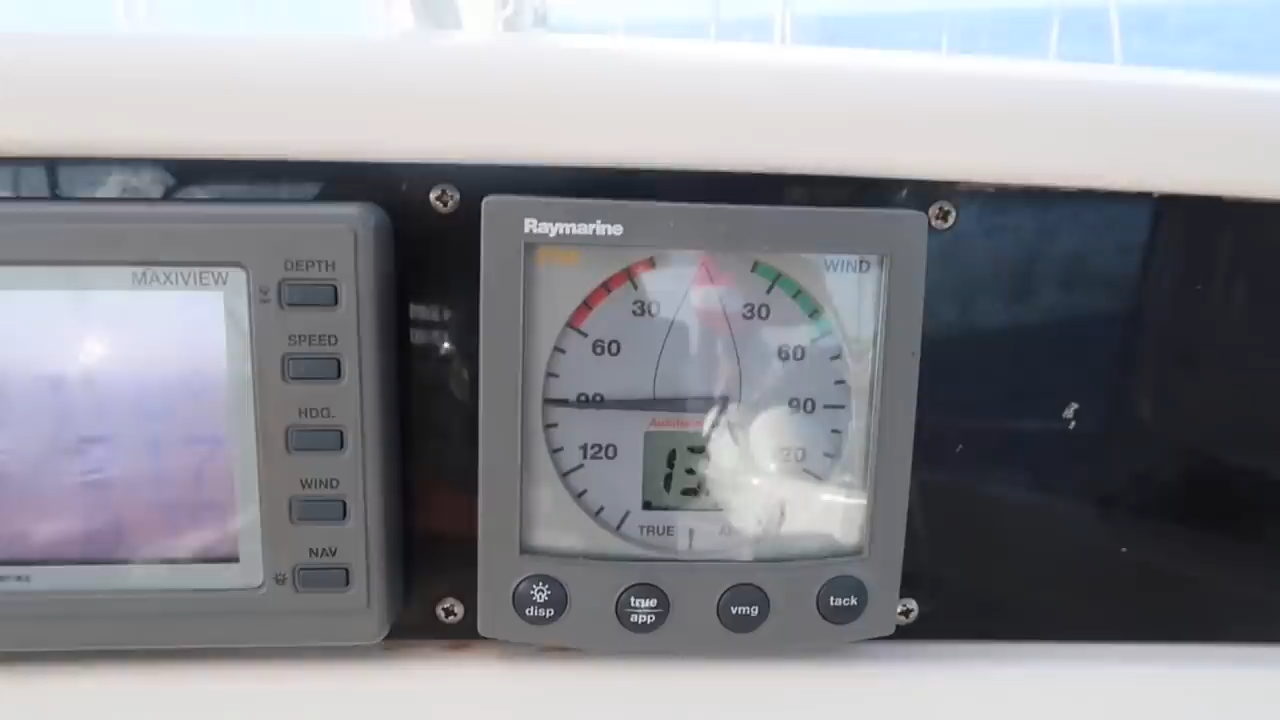 MAXIVIEW
DEPTH
SPEED
HDG.
WIND
NAV
Raymarine
WIND
30
30
60
60
90
90
120
TRUE
disp
true
app
vmg
tack